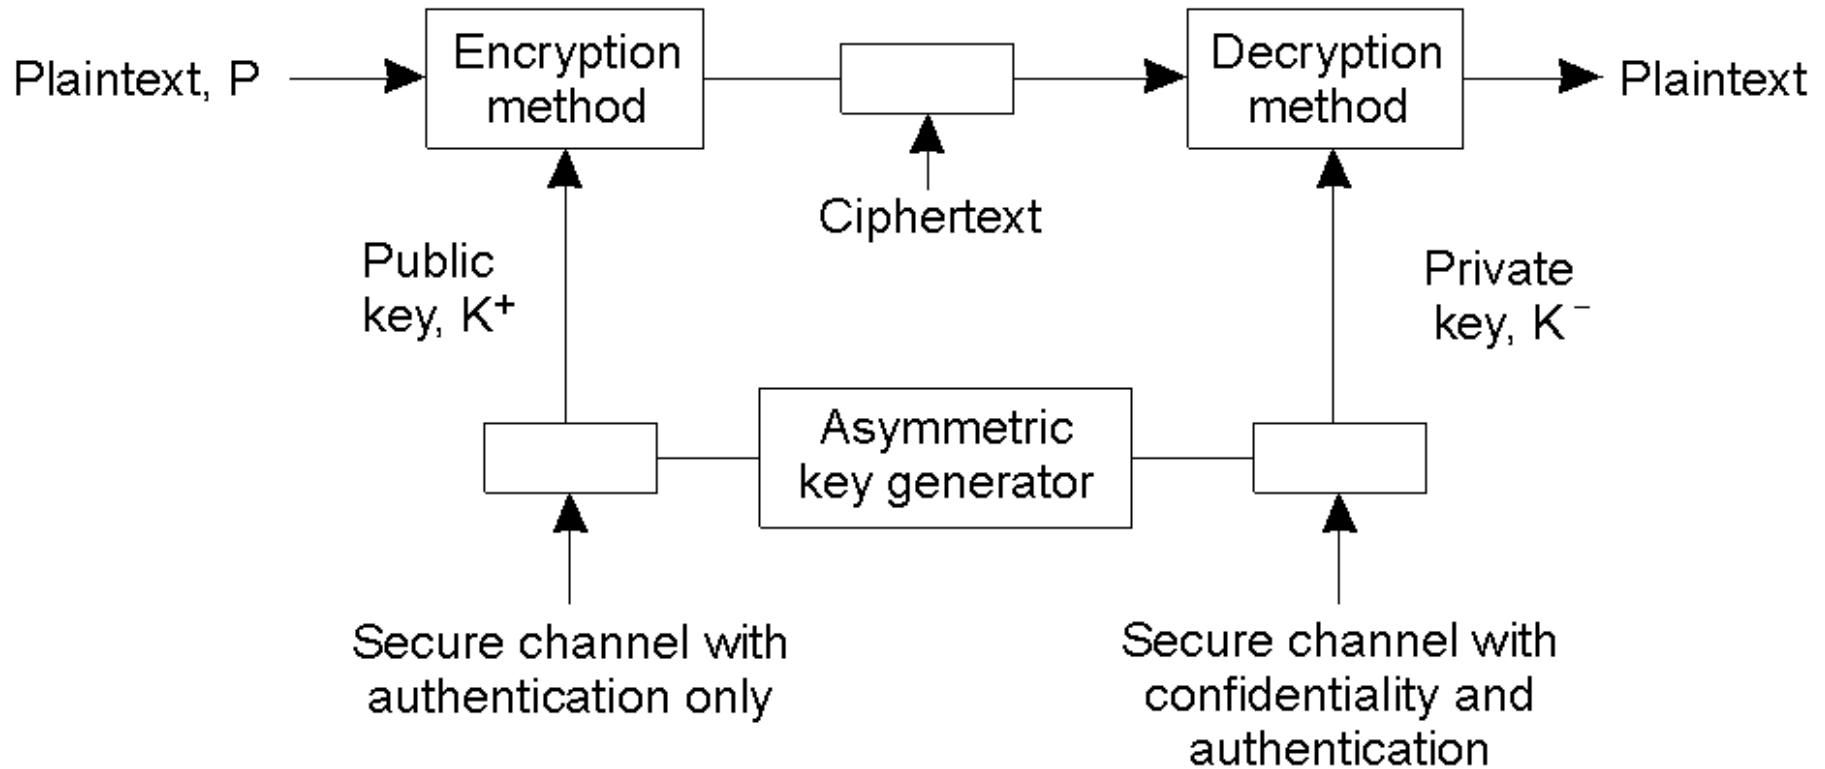 Plaintext, P
Encryption
method
Decryption
method
Plaintext
Ciphertext
Public
key, K⁺
Private
key, K⁻
Asymmetric
key generator
Secure channel with
authentication only
Secure channel with
confidentiality and
authentication